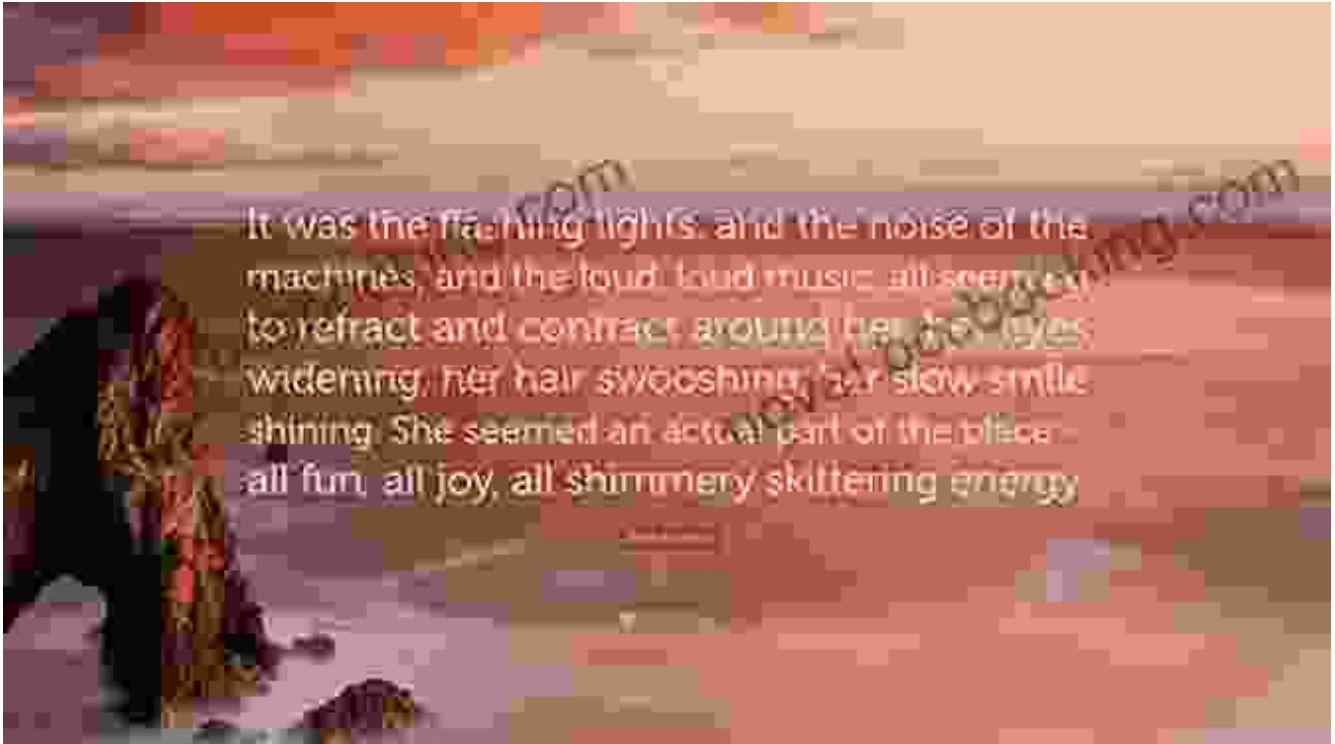 It was the flashing lights, and the noise of the
machines, and the loud, loud music all seemed
to refract and contract around her, her eyes
widening, her hair swooshing, her slow smile
shining. She seemed an actual part of the place -
all fun, all joy, all shimmery skittering energy.